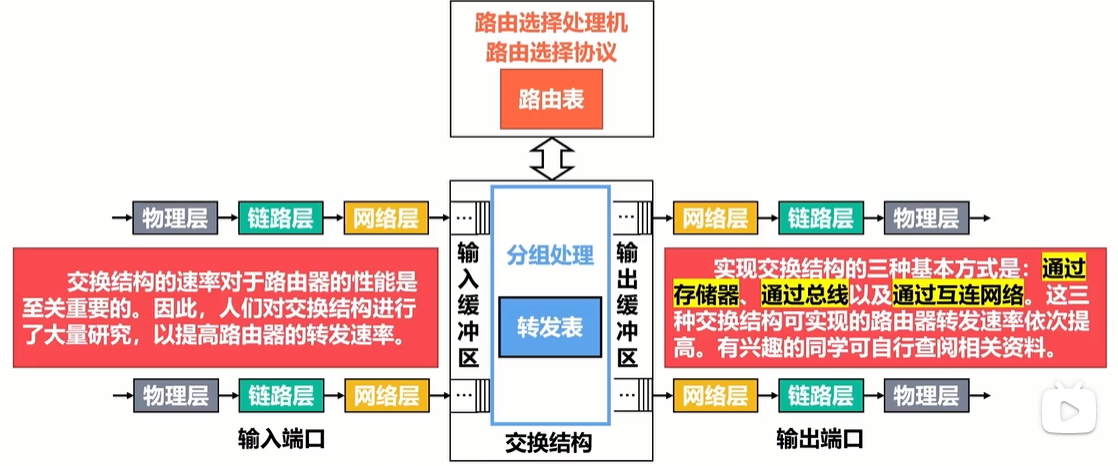 路由选择处理机
路由选择协议
路由表
物理层
链路层
网络层
...
...
网络层
链路层
物理层
交换结构的速率对于路由器的性能是
至关重要的。因此，人们对交换结构进行
了大量研究，以提高路由器的转发速率。
输入缓冲区
分组处理
转发表
输出缓冲区
实现交换结构的三种基本方式是：通过
存储器、通过总线以及通过互连网络。这三
种交换结构可实现的路由器转发速率依次提
高。有兴趣的同学可自行查阅相关资料。
物理层
链路层
网络层
...
...
网络层
链路层
物理层
输入端口
交换结构
输出端口